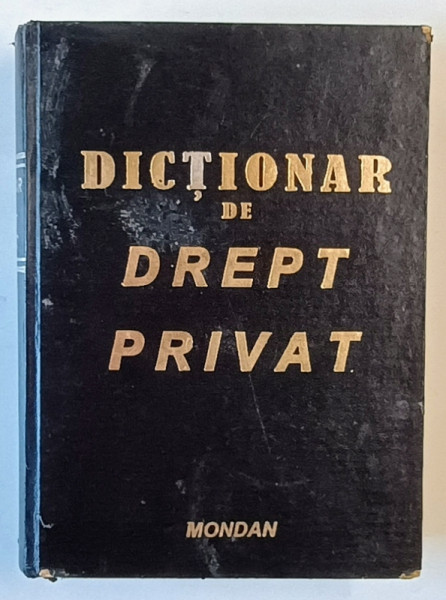 DICȚIONAR
DE
DREPT
PRIVAT
MONDAN